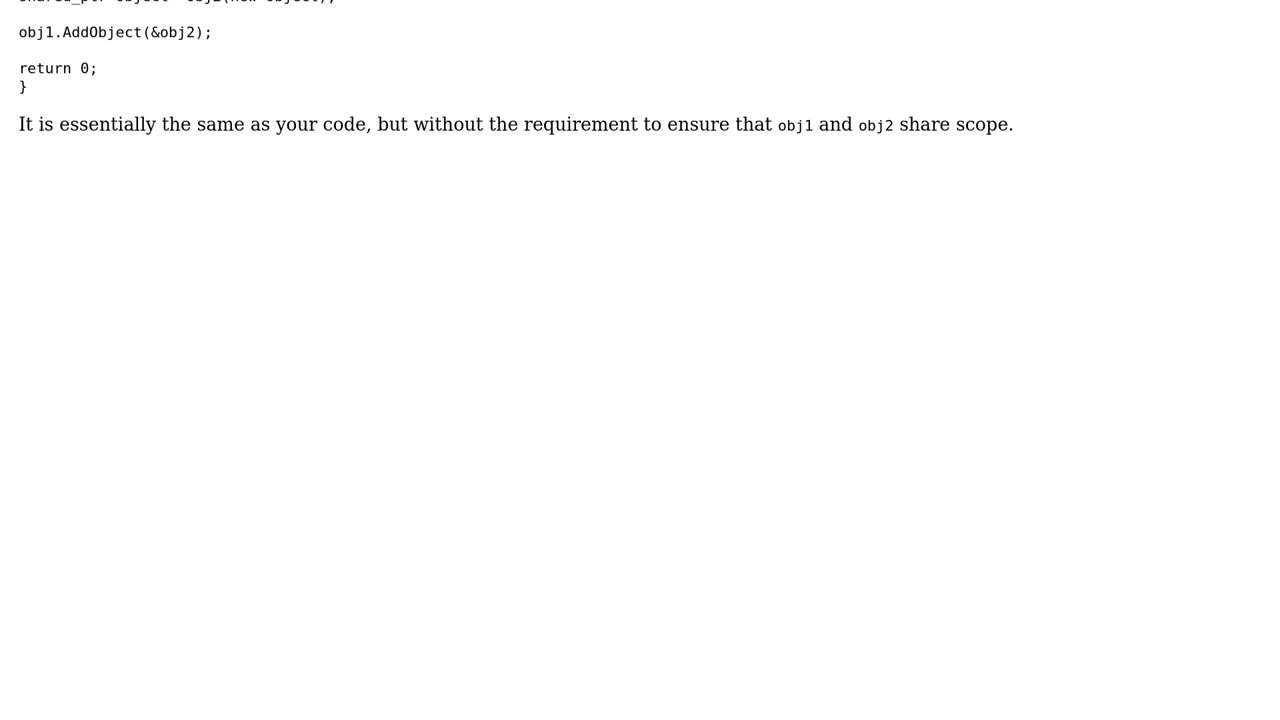 obj1.AddObject(&obj2);
return 0;
}
It is essentially the same as your code, but without the requirement to ensure that obj1 and obj2 share scope.